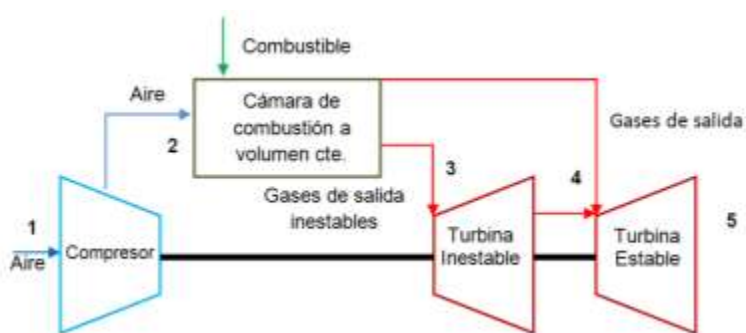 Combustible
Aire
Cámara de
combustión a
volumen cte.
2
Gases de salida
3
4
Gases de salida
inestables
1
Aire
Compresor
Turbina
Inestable
Turbina
Estable
5